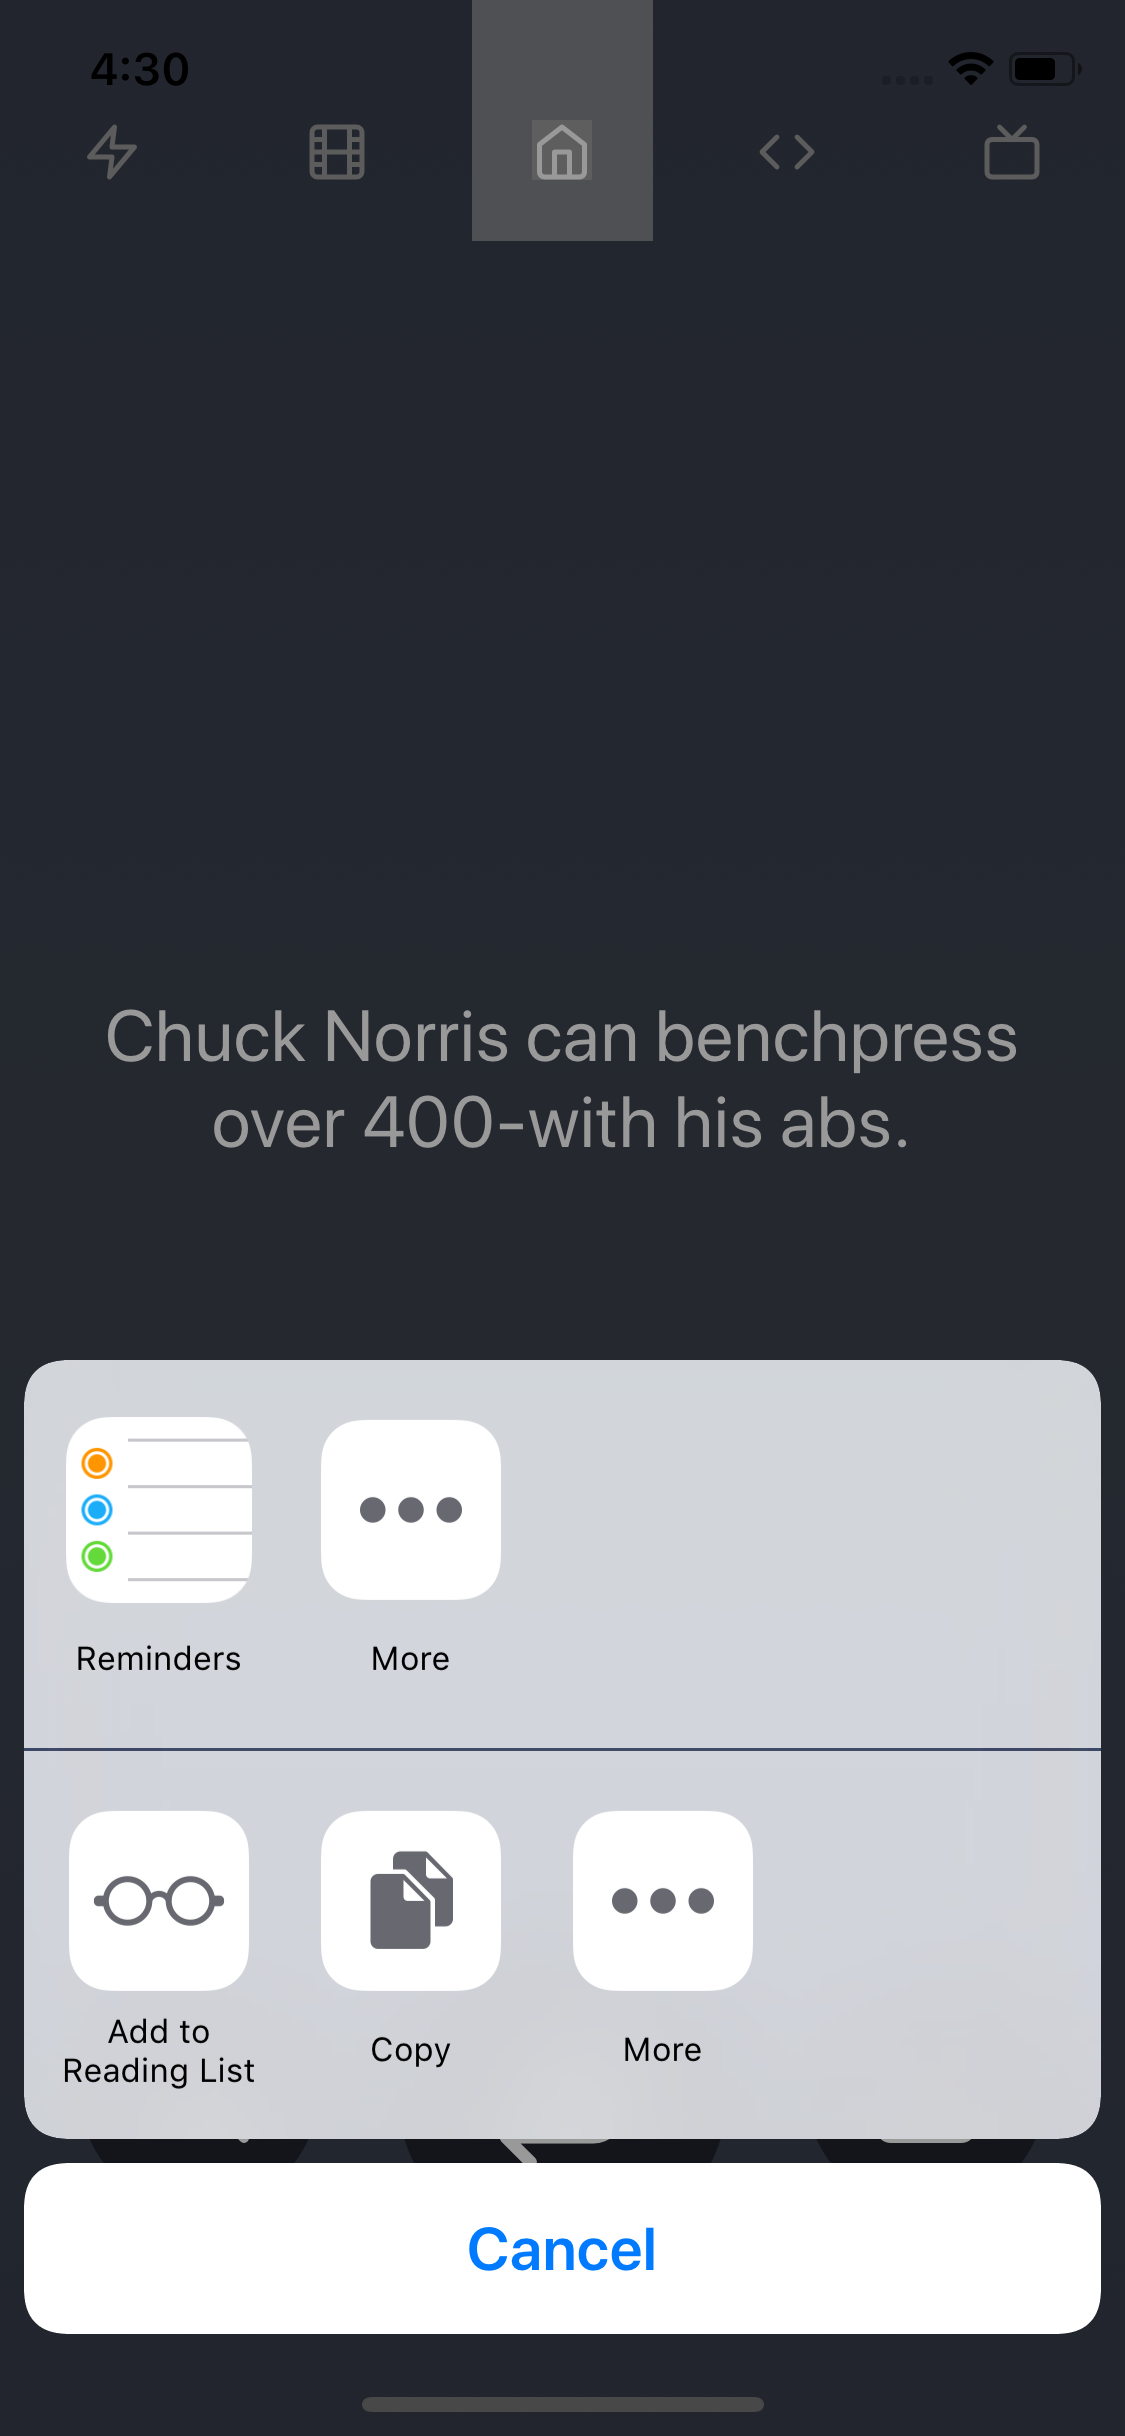 4:30
Chuck Norris can benchpress
over 400-with his abs.
Reminders
More
Add to
Reading List
Copy
More
Cancel